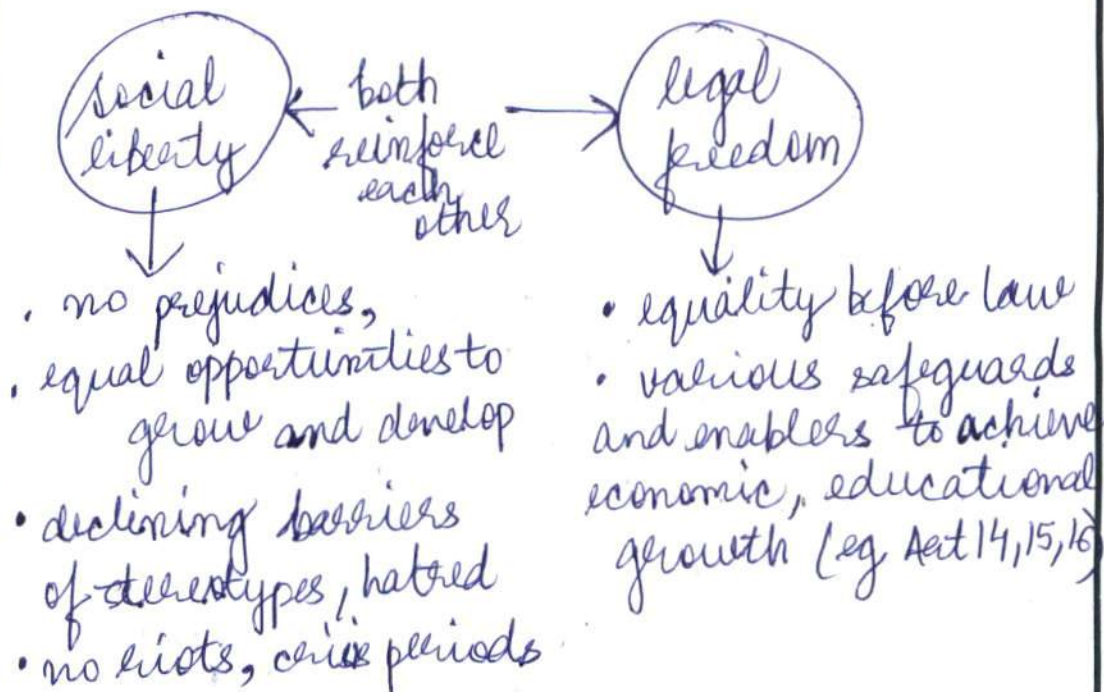 social
liberty
both
reinforce
each
other
legal
freedom
. no prejudices,
. equal opportunities to
grow and develop
• declining barriers
of stereotypes, hatred
• no riots, crisis periods
• equality before law
• various safeguards
and enablers to achieve
economic, educational
growth (eg Art 14, 15, 16)